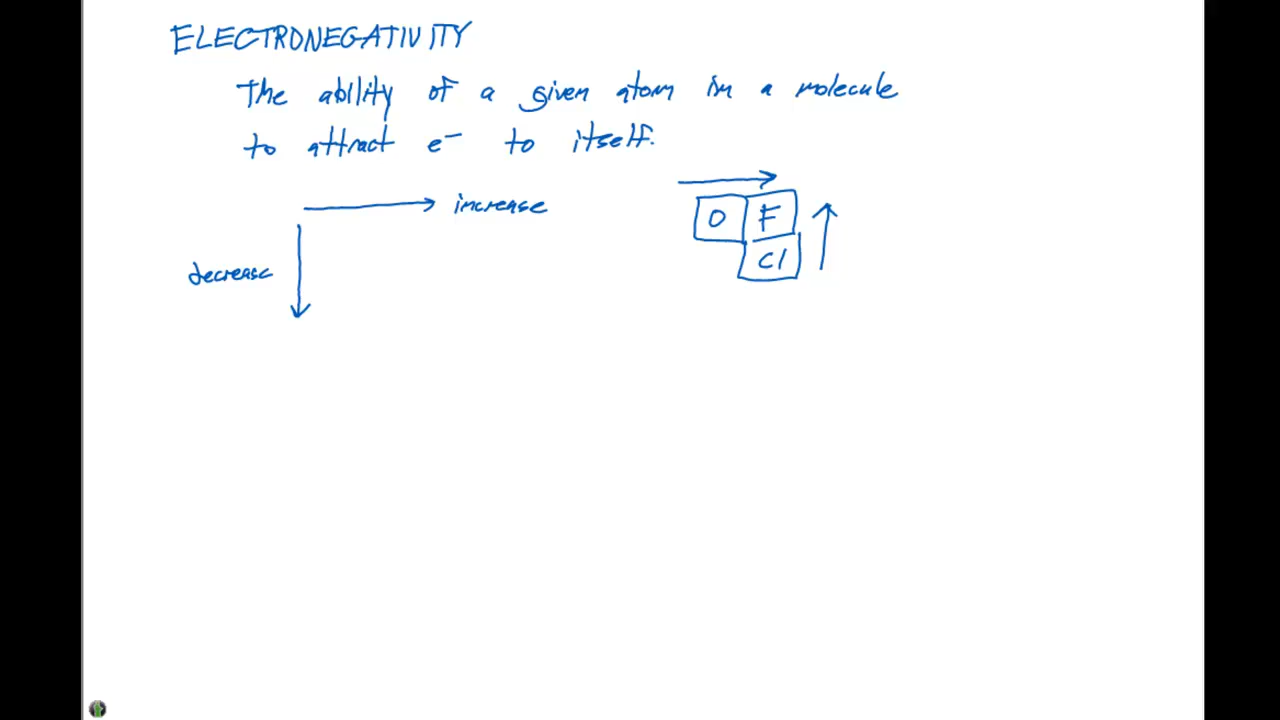 ELECTRONEGATIVITY
The ability of a given atom in a molecule
to attract e⁻ to itself.
increase
O F
Cl
decrease